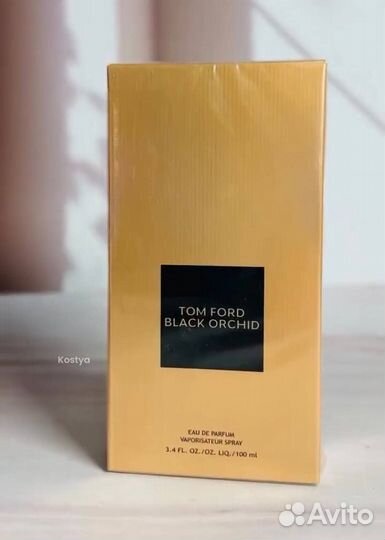 TOM FORD
BLACK ORCHID
Kostya
EAU DE PARFUM
VAPORISATEUR SPRAY
3.4 FL. OZ./OZ. LIQ./100 ml
Avito